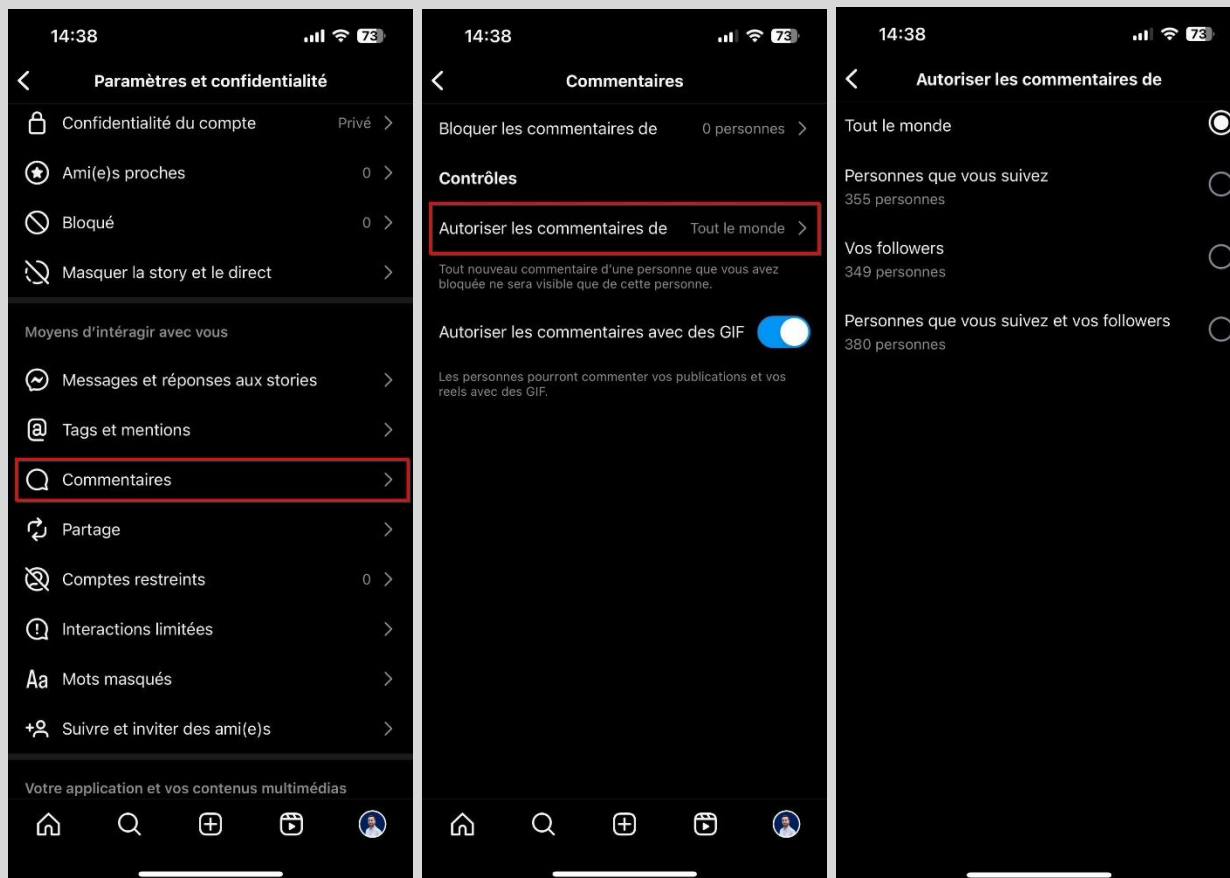 14:38
73
Paramètres et confidentialité
Confidentialité du compte Privé
Ami(e)s proches 0
Bloqué 0
Masquer la story et le direct
Moyens d'intéragir avec vous
Messages et réponses aux stories
Tags et mentions
Commentaires
Partage
Comptes restreints 0
Interactions limitées
Aa Mots masqués
Suivre et inviter des ami(e)s
Votre application et vos contenus multimédias
14:38
73
Commentaires
Bloquer les commentaires de 0 personnes
Contrôles
Autoriser les commentaires de Tout le monde
Tout nouveau commentaire d'une personne que vous avez
bloquée ne sera visible que de cette personne.
Autoriser les commentaires avec des GIF
Les personnes pourront commenter vos publications et vos
reels avec des GIF.
14:38
73
Autoriser les commentaires de
Tout le monde
Personnes que vous suivez
355 personnes
Vos followers
349 personnes
Personnes que vous suivez et vos followers
380 personnes